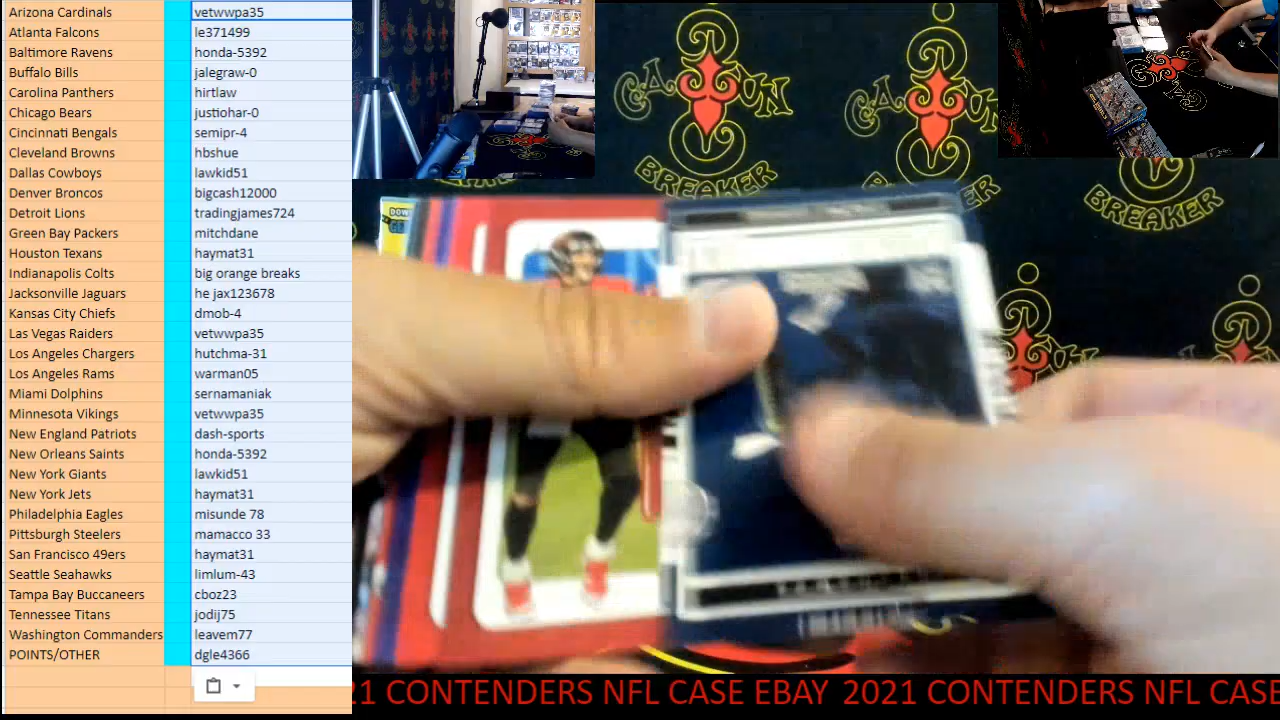 Arizona Cardinals vetwwpa35
Atlanta Falcons le371499
Baltimore Ravens honda-5392
Buffalo Bills jalegraw-0
Carolina Panthers hirtlaw
Chicago Bears justiohar-0
Cincinnati Bengals semipr-4
Cleveland Browns hbshue
Dallas Cowboys lawkid51
Denver Broncos bigcash12000
Detroit Lions tradingjames724
Green Bay Packers mitchdane
Houston Texans haymat31
Indianapolis Colts big orange breaks
Jacksonville Jaguars he jax123678
Kansas City Chiefs dmob-4
Las Vegas Raiders vetwwpa35
Los Angeles Chargers hutchma-31
Los Angeles Rams warman05
Miami Dolphins sernamaniak
Minnesota Vikings vetwwpa35
New England Patriots dash-sports
New Orleans Saints honda-5392
New York Giants lawkid51
New York Jets haymat31
Philadelphia Eagles misunde 78
Pittsburgh Steelers mamacco 33
San Francisco 49ers haymat31
Seattle Seahawks limlum-43
Tampa Bay Buccaneers cboz23
Tennessee Titans jodij75
Washington Commanders leavem77
POINTS/OTHER dgle4366
CAJUN
BREAKER
BREAKER
BREAKER
DOW
21 CONTENDERS NFL CASE EBAY 2021 CONTENDERS NFL CASE